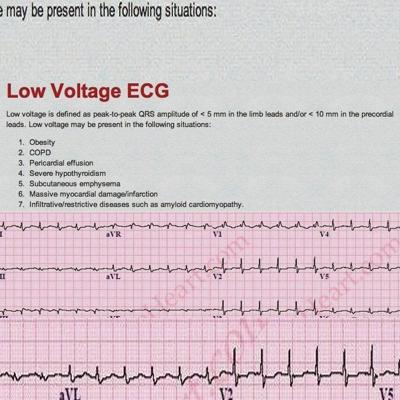 e may be present in the following situations:
Low Voltage ECG
Low voltage is defined as peak-to-peak QRS amplitude of < 5 mm in the limb leads and/or < 10 mm in the precordial
leads. Low voltage may be present in the following situations:
1. Obesity
2. COPD
3. Pericardial effusion
4. Severe hypothyroidism
5. Subcutaneous emphysema
6. Massive myocardial damage/infarction
7. Infiltrative/restrictive diseases such as amyloid cardiomyopathy.
I aVR V1 V4
II aVL V2 V5
aVL V2 V5